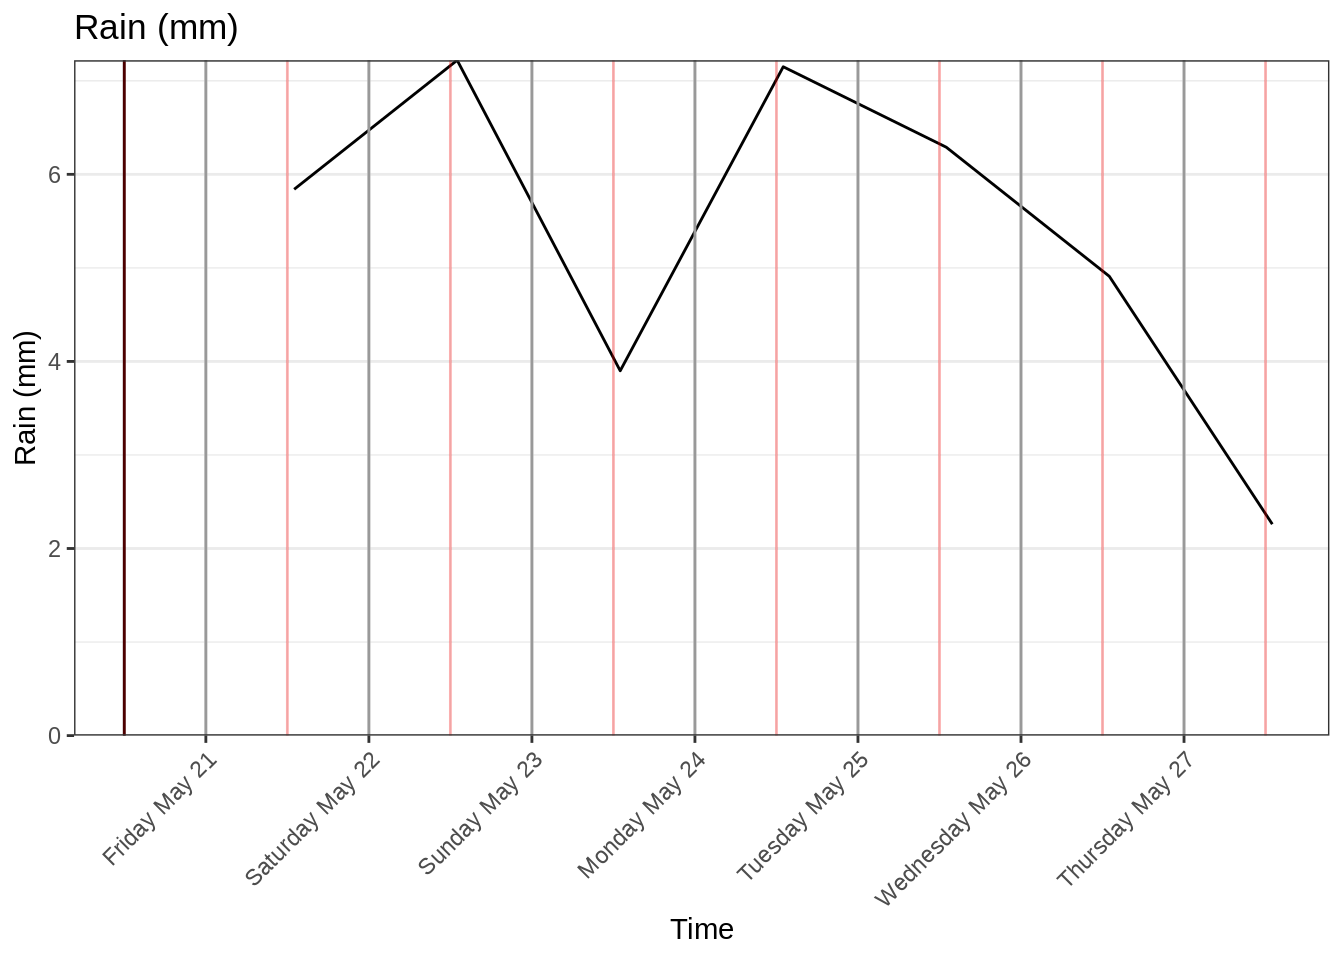 Rain (mm)
Rain (mm)
6
4
2
0
Friday May 21
Saturday May 22
Sunday May 23
Monday May 24
Tuesday May 25
Wednesday May 26
Thursday May 27
Time